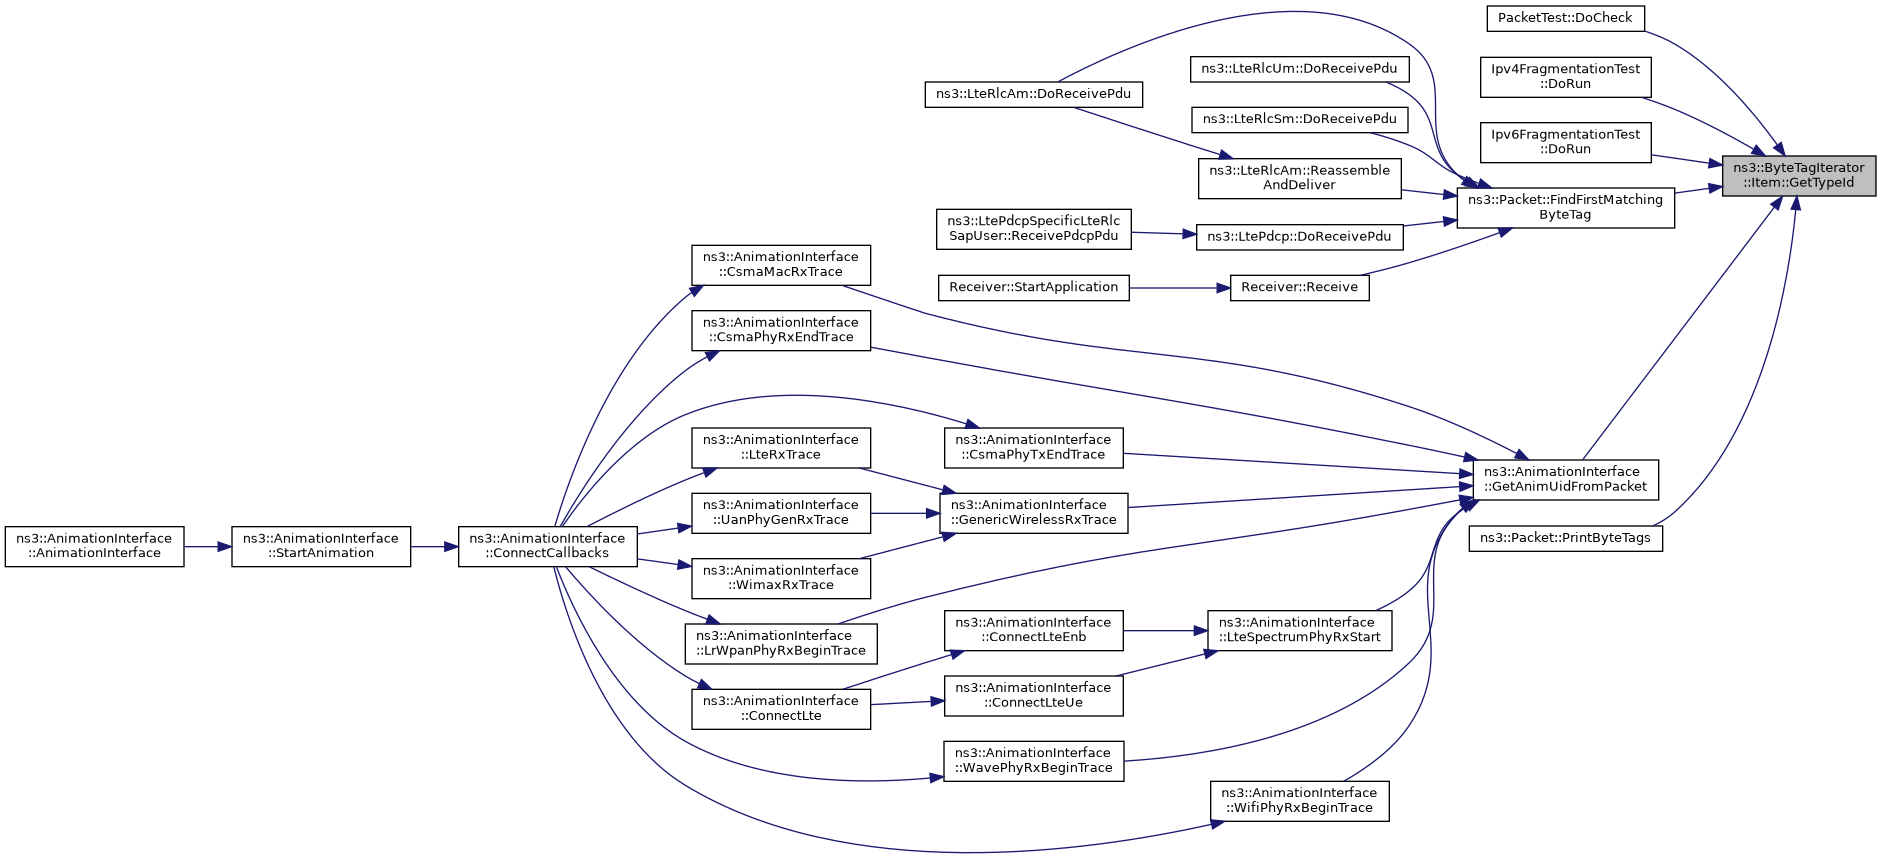 PacketTest::DoCheck
Ipv4FragmentationTest
::DoRun
Ipv6FragmentationTest
::DoRun
ns3::ByteTagIterator
::Item::GetTypeId
ns3::LteRlcUm::DoReceivePdu
ns3::LteRlcAm::DoReceivePdu
ns3::LteRlcSm::DoReceivePdu
ns3::LteRlcAm::Reassemble
AndDeliver
ns3::Packet::FindFirstMatching
ByteTag
ns3::LtePdcpSpecificLteRlc
SapUser::ReceivePdcpPdu
ns3::LtePdcp::DoReceivePdu
Receiver::StartApplication
Receiver::Receive
ns3::AnimationInterface
::CsmaMacRxTrace
ns3::AnimationInterface
::CsmaPhyRxEndTrace
ns3::AnimationInterface
::CsmaPhyTxEndTrace
ns3::AnimationInterface
::LteRxTrace
ns3::AnimationInterface
::GetAnimUidFromPacket
ns3::AnimationInterface
::UanPhyGenRxTrace
ns3::AnimationInterface
::GenericWirelessRxTrace
ns3::AnimationInterface
::AnimationInterface
ns3::AnimationInterface
::StartAnimation
ns3::AnimationInterface
::ConnectCallbacks
ns3::Packet::PrintByteTags
ns3::AnimationInterface
::WimaxRxTrace
ns3::AnimationInterface
::LrWpanPhyRxBeginTrace
ns3::AnimationInterface
::ConnectLteEnb
ns3::AnimationInterface
::LteSpectrumPhyRxStart
ns3::AnimationInterface
::ConnectLte
ns3::AnimationInterface
::ConnectLteUe
ns3::AnimationInterface
::WavePhyRxBeginTrace
ns3::AnimationInterface
::WifiPhyRxBeginTrace